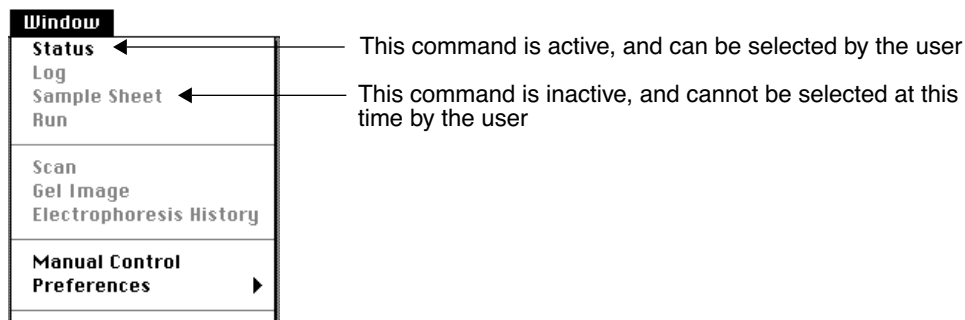 Window
Status
This command is active, and can be selected by the user
Log
Sample Sheet
This command is inactive, and cannot be selected at this
time by the user
Run
Scan
Gel Image
Electrophoresis History
Manual Control
Preferences